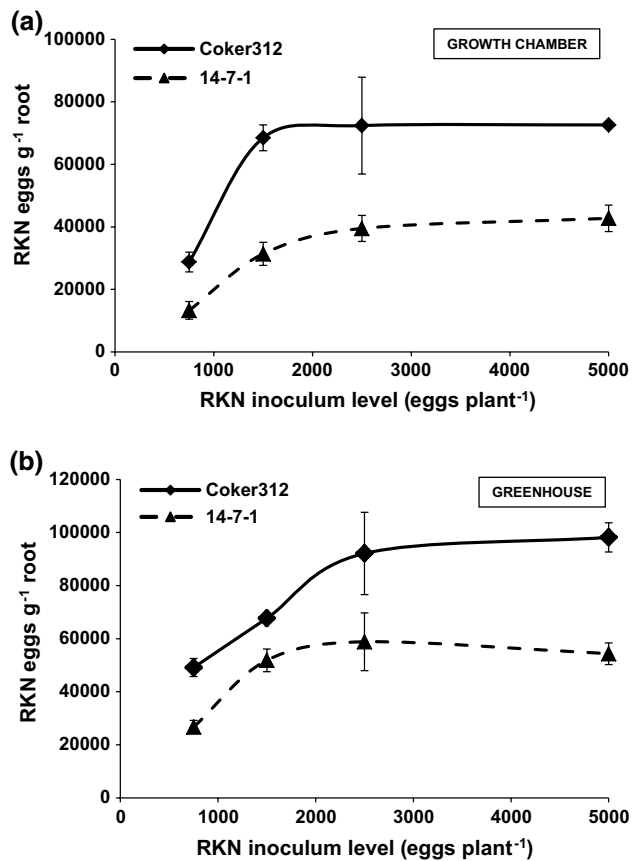 (a)
100000
80000
60000
40000
20000
0
RKN eggs g⁻¹ root
Coker312
14-7-1
GROWTH CHAMBER
0 1000 2000 3000 4000 5000
RKN inoculum level (eggs plant⁻¹)
(b)
120000
100000
80000
60000
40000
20000
0
RKN eggs g⁻¹ root
Coker312
14-7-1
GREENHOUSE
0 1000 2000 3000 4000 5000
RKN inoculum level (eggs plant⁻¹)